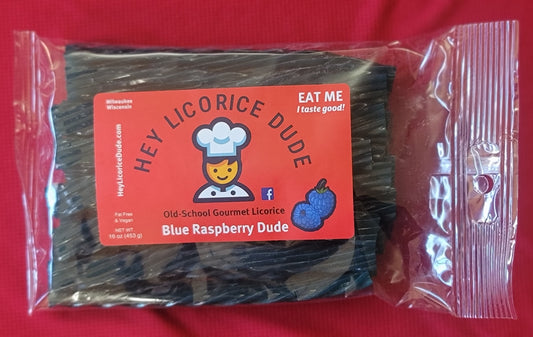 Milwaukee
Wisconsin
HeyLicoriceDude.com
EAT ME
I taste good!
HEY LICORICE DUDE
f
Old-School Gourmet Licorice
Blue Raspberry Dude
Fat Free
& Vegan
NET WT
16 oz (453 g)